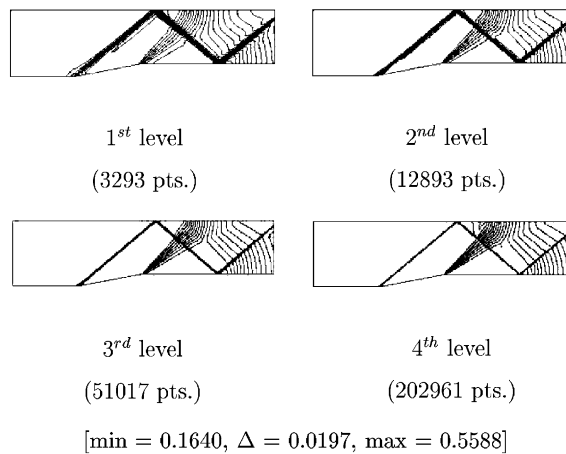 1st level 2nd level
(3293 pts.) (12893 pts.)
3rd level 4th level
(51017 pts.) (202961 pts.)
[min = 0.1640, Δ = 0.0197, max = 0.5588]